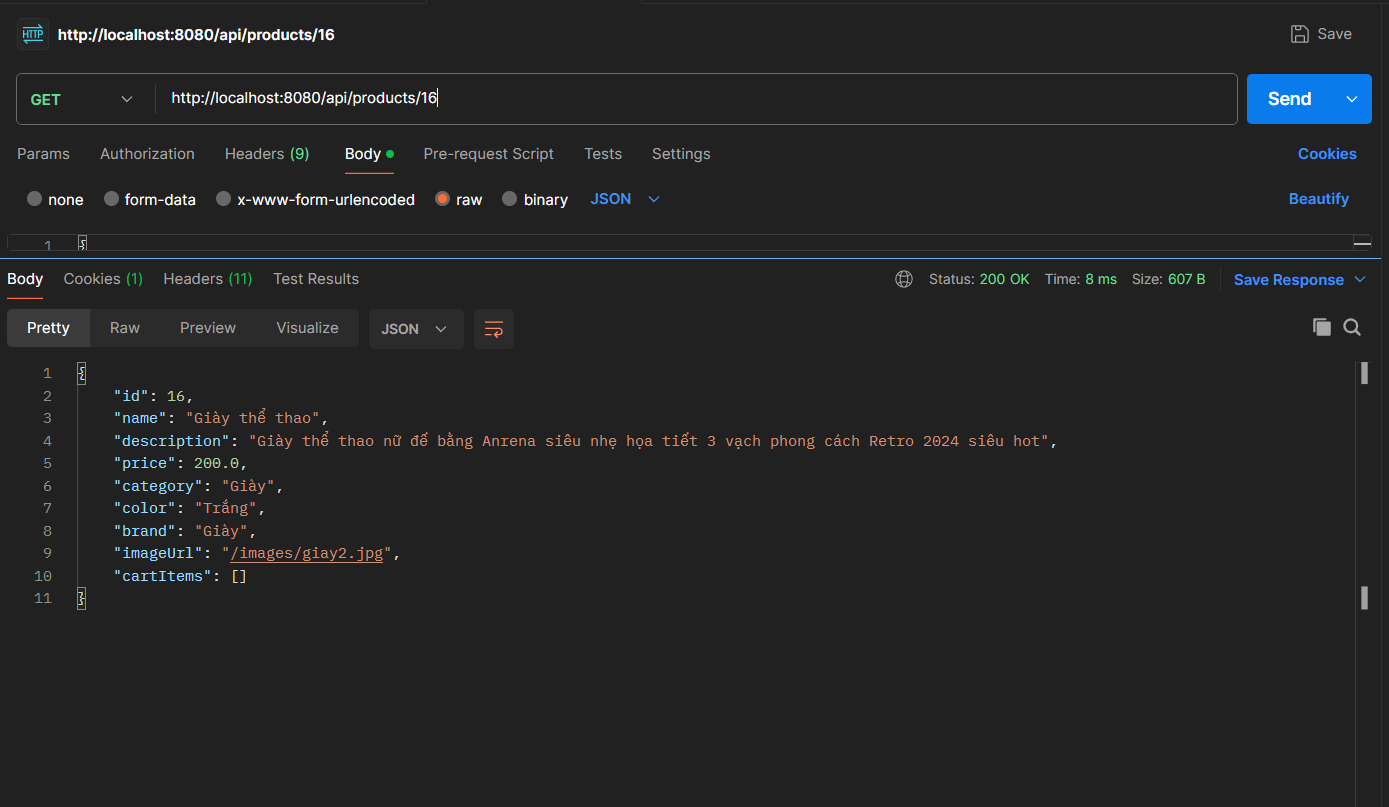 HTTP http://localhost:8080/api/products/16 Save
GET http://localhost:8080/api/products/16 Send
Params Authorization Headers (9) Body Pre-request Script Tests Settings Cookies
none form-data x-www-form-urlencoded raw binary JSON Beautify
1 {
Body Cookies (1) Headers (11) Test Results Status: 200 OK Time: 8 ms Size: 607 B Save Response
Pretty Raw Preview Visualize JSON
1 {
2 "id": 16,
3 "name": "Giày thể thao",
4 "description": "Giày thể thao nữ đế bằng Anrena siêu nhẹ họa tiết 3 vạch phong cách Retro 2024 siêu hot",
5 "price": 200.0,
6 "category": "Giày",
7 "color": "Trắng",
8 "brand": "Giày",
9 "imageUrl": "/images/giay2.jpg",
10 "cartItems": []
11 }